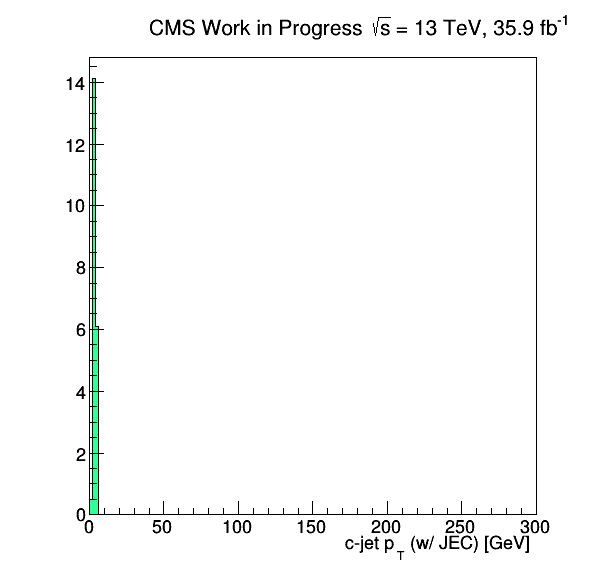 CMS Work in Progress √s = 13 TeV, 35.9 fb⁻¹
14
12
10
8
6
4
2
0
0 50 100 150 200 250 300
c-jet p_T (w/ JEC) [GeV]